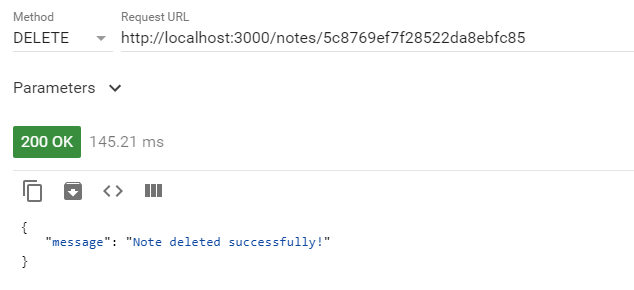 Method
Request URL
DELETE
http://localhost:3000/notes/5c8769ef7f28522da8ebfc85
Parameters
200 OK 145.21 ms
{
"message": "Note deleted successfully!"
}